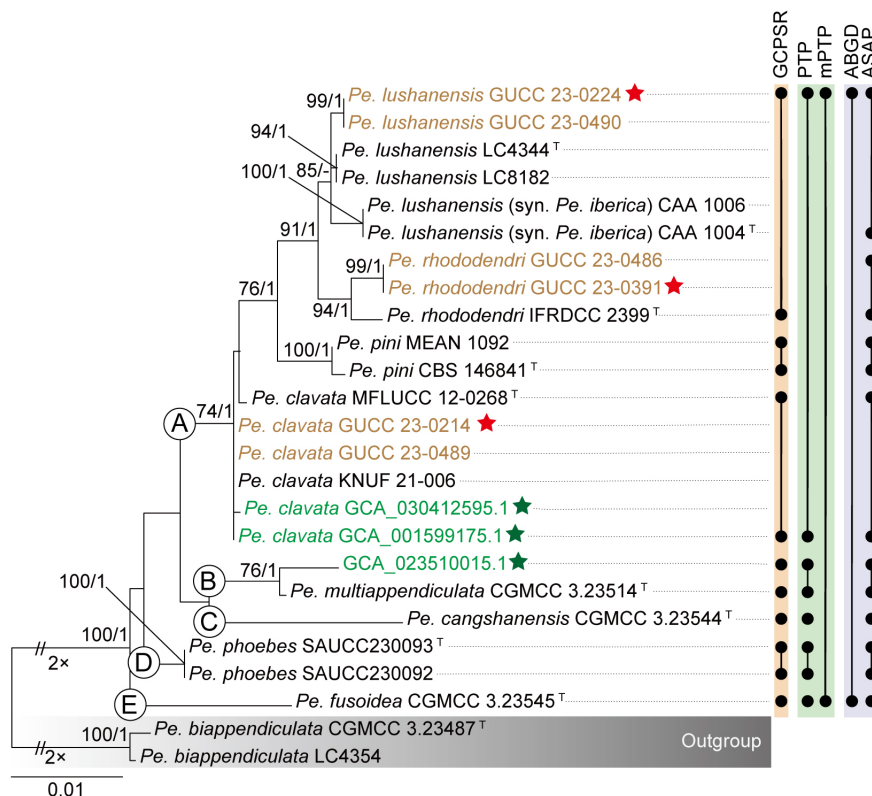 GCPSR
PTP
mPTP
ABGD
ASAP
99/1
Pe. lushanensis GUCC 23-0224
Pe. lushanensis GUCC 23-0490
94/1
Pe. lushanensis LC4344 T
85/-
Pe. lushanensis LC8182
100/1
Pe. lushanensis (syn. Pe. iberica) CAA 1006
Pe. lushanensis (syn. Pe. iberica) CAA 1004 T
91/1
Pe. rhododendri GUCC 23-0486
99/1
Pe. rhododendri GUCC 23-0391
76/1
94/1
Pe. rhododendri IFRDCC 2399 T
Pe. pini MEAN 1092
100/1
Pe. pini CBS 146841 T
Pe. clavata MFLUCC 12-0268 T
A
74/1
Pe. clavata GUCC 23-0214
Pe. clavata GUCC 23-0489
Pe. clavata KNUF 21-006
Pe. clavata GCA_030412595.1
Pe. clavata GCA_001599175.1
GCA_023510015.1
100/1
B
76/1
Pe. multiappendiculata CGMCC 3.23514 T
C
Pe. cangshanensis CGMCC 3.23544 T
100/1
Pe. phoebes SAUCC230093 T
2×
D
Pe. phoebes SAUCC230092
E
Pe. fusoidea CGMCC 3.23545 T
100/1
Pe. biappendiculata CGMCC 3.23487 T
2×
Pe. biappendiculata LC4354
Outgroup
0.01